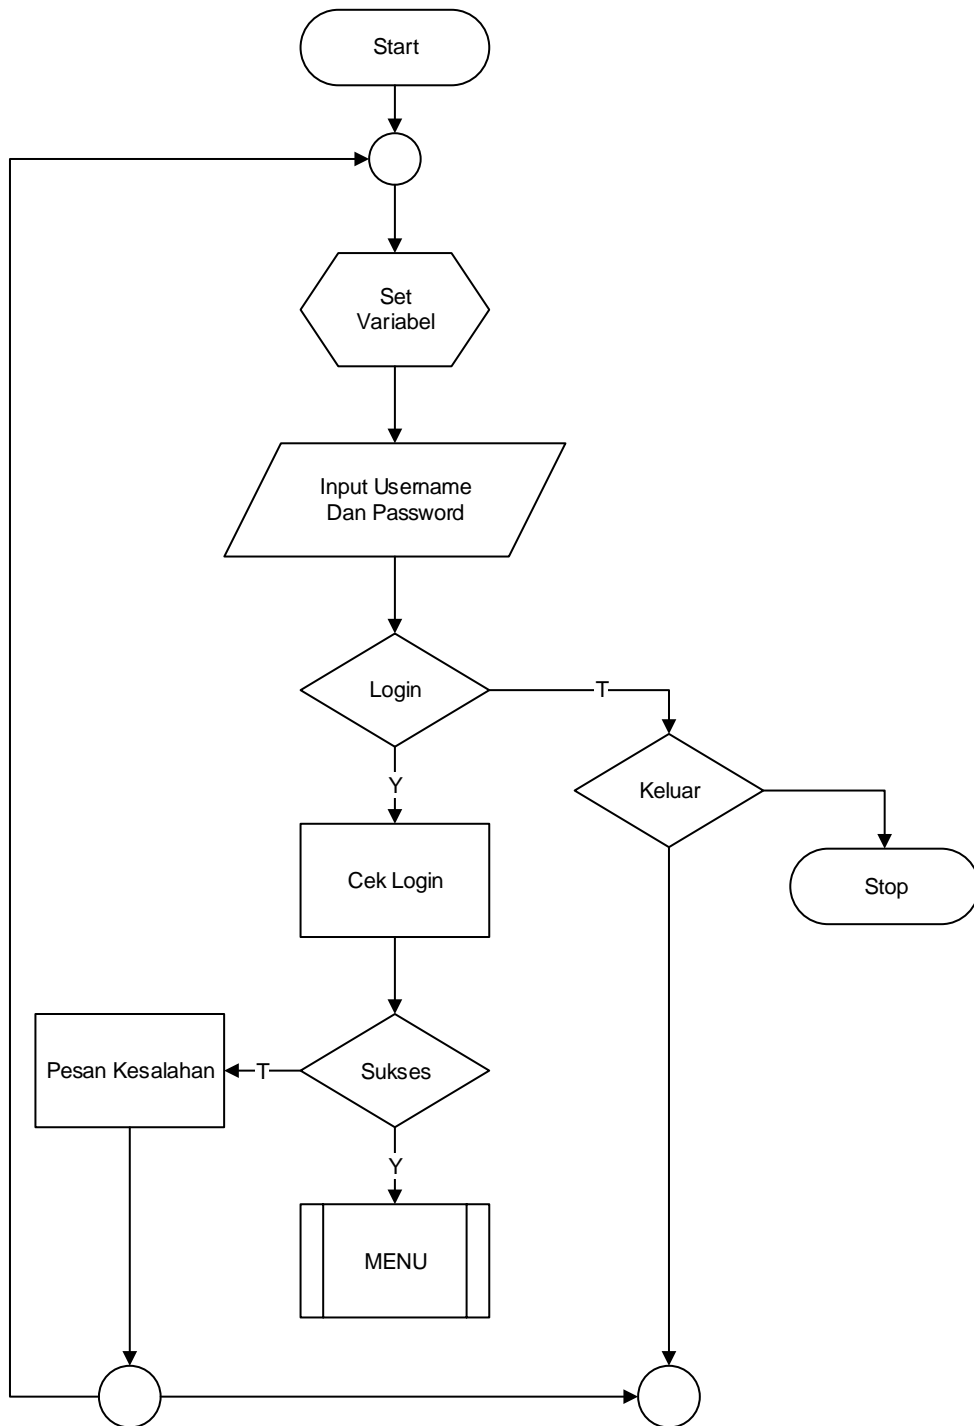 Start
Set
Variabel
Input Username
Dan Password
Login
T
Keluar
Y
Cek Login
Stop
Pesan Kesalahan
T
Sukses
Y
MENU